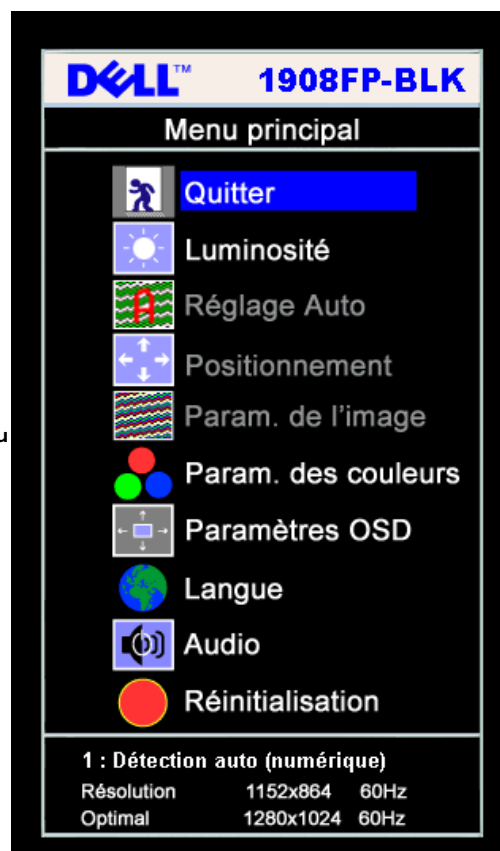 DELL™ 1908FP-BLK
Menu principal
Quitter
Luminosité
Réglage Auto
Positionnement
Param. de l'image
u
Param. des couleurs
Paramètres OSD
Langue
Audio
Réinitialisation
1 : Détection auto (numérique)
Résolution 1152x864 60Hz
Optimal 1280x1024 60Hz